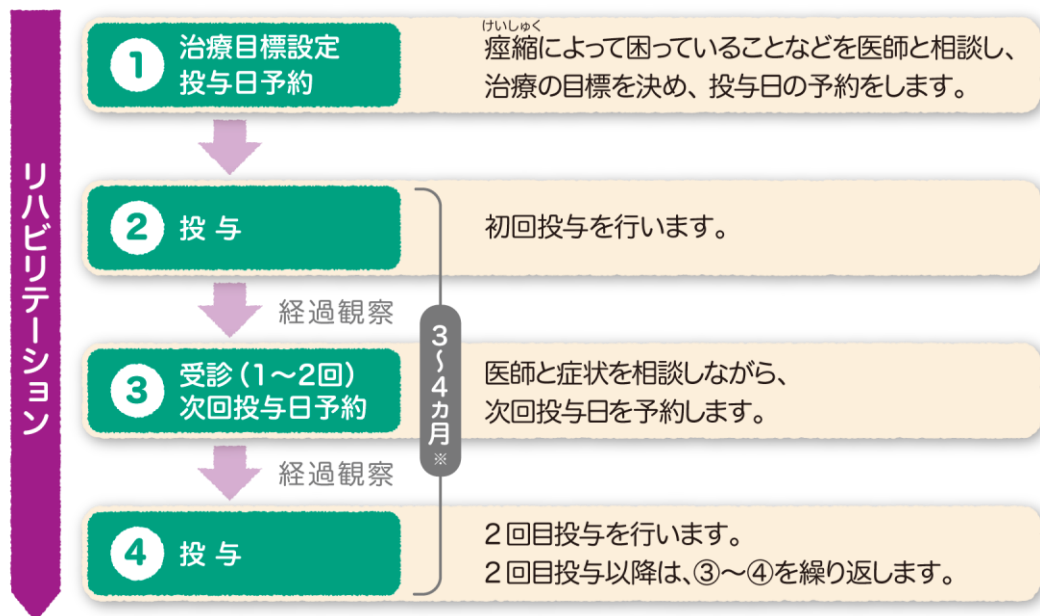 リハビリテーション
1
治療目標設定
投与日予約
けいしゅく
痙縮によって困っていることなどを医師と相談し、
治療の目標を決め、投与日の予約をします。
2 投与
初回投与を行います。
経過観察
3〜4ヵ月※
3
受診（1〜2回）
次回投与日予約
医師と症状を相談しながら、
次回投与日を予約します。
経過観察
4 投与
2回目投与を行います。
2回目投与以降は、③〜④を繰り返します。